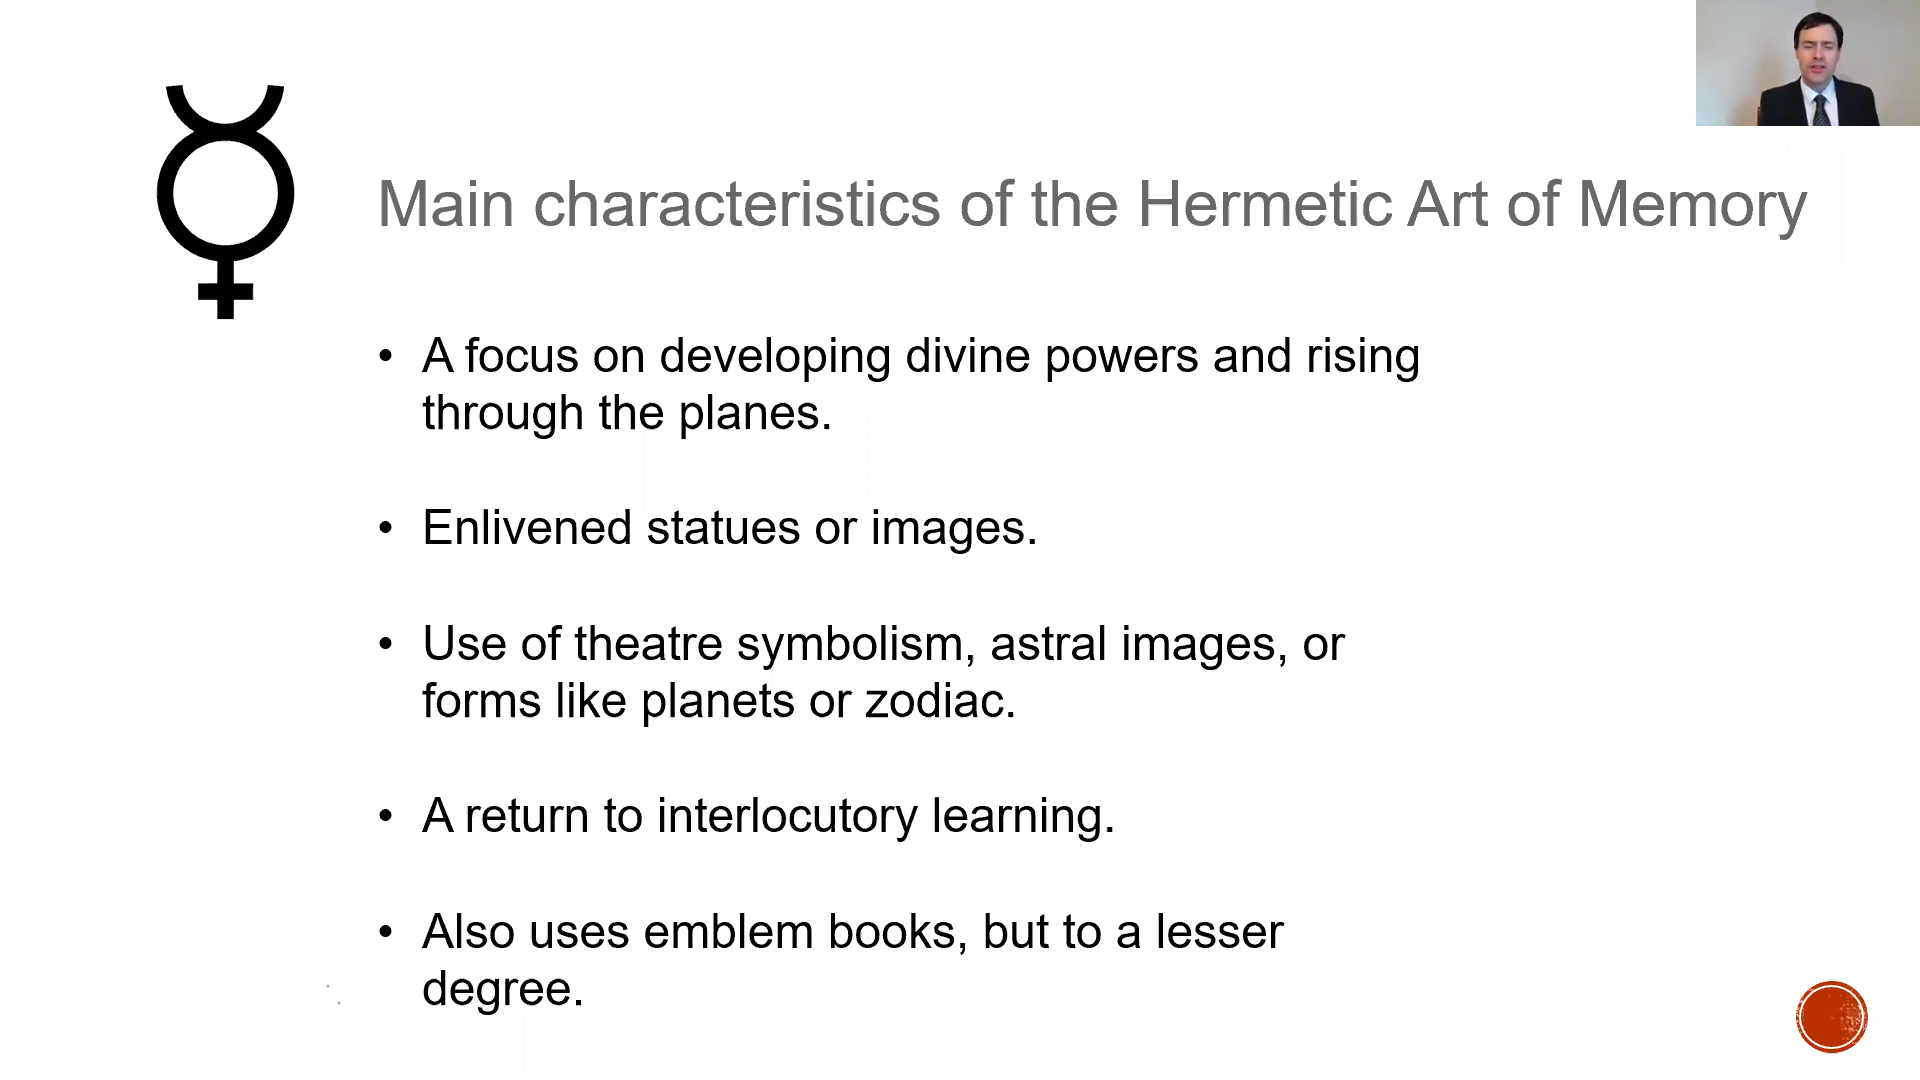 Main characteristics of the Hermetic Art of Memory
• A focus on developing divine powers and rising
through the planes.
• Enlivened statues or images.
• Use of theatre symbolism, astral images, or
forms like planets or zodiac.
• A return to interlocutory learning.
• Also uses emblem books, but to a lesser
degree.